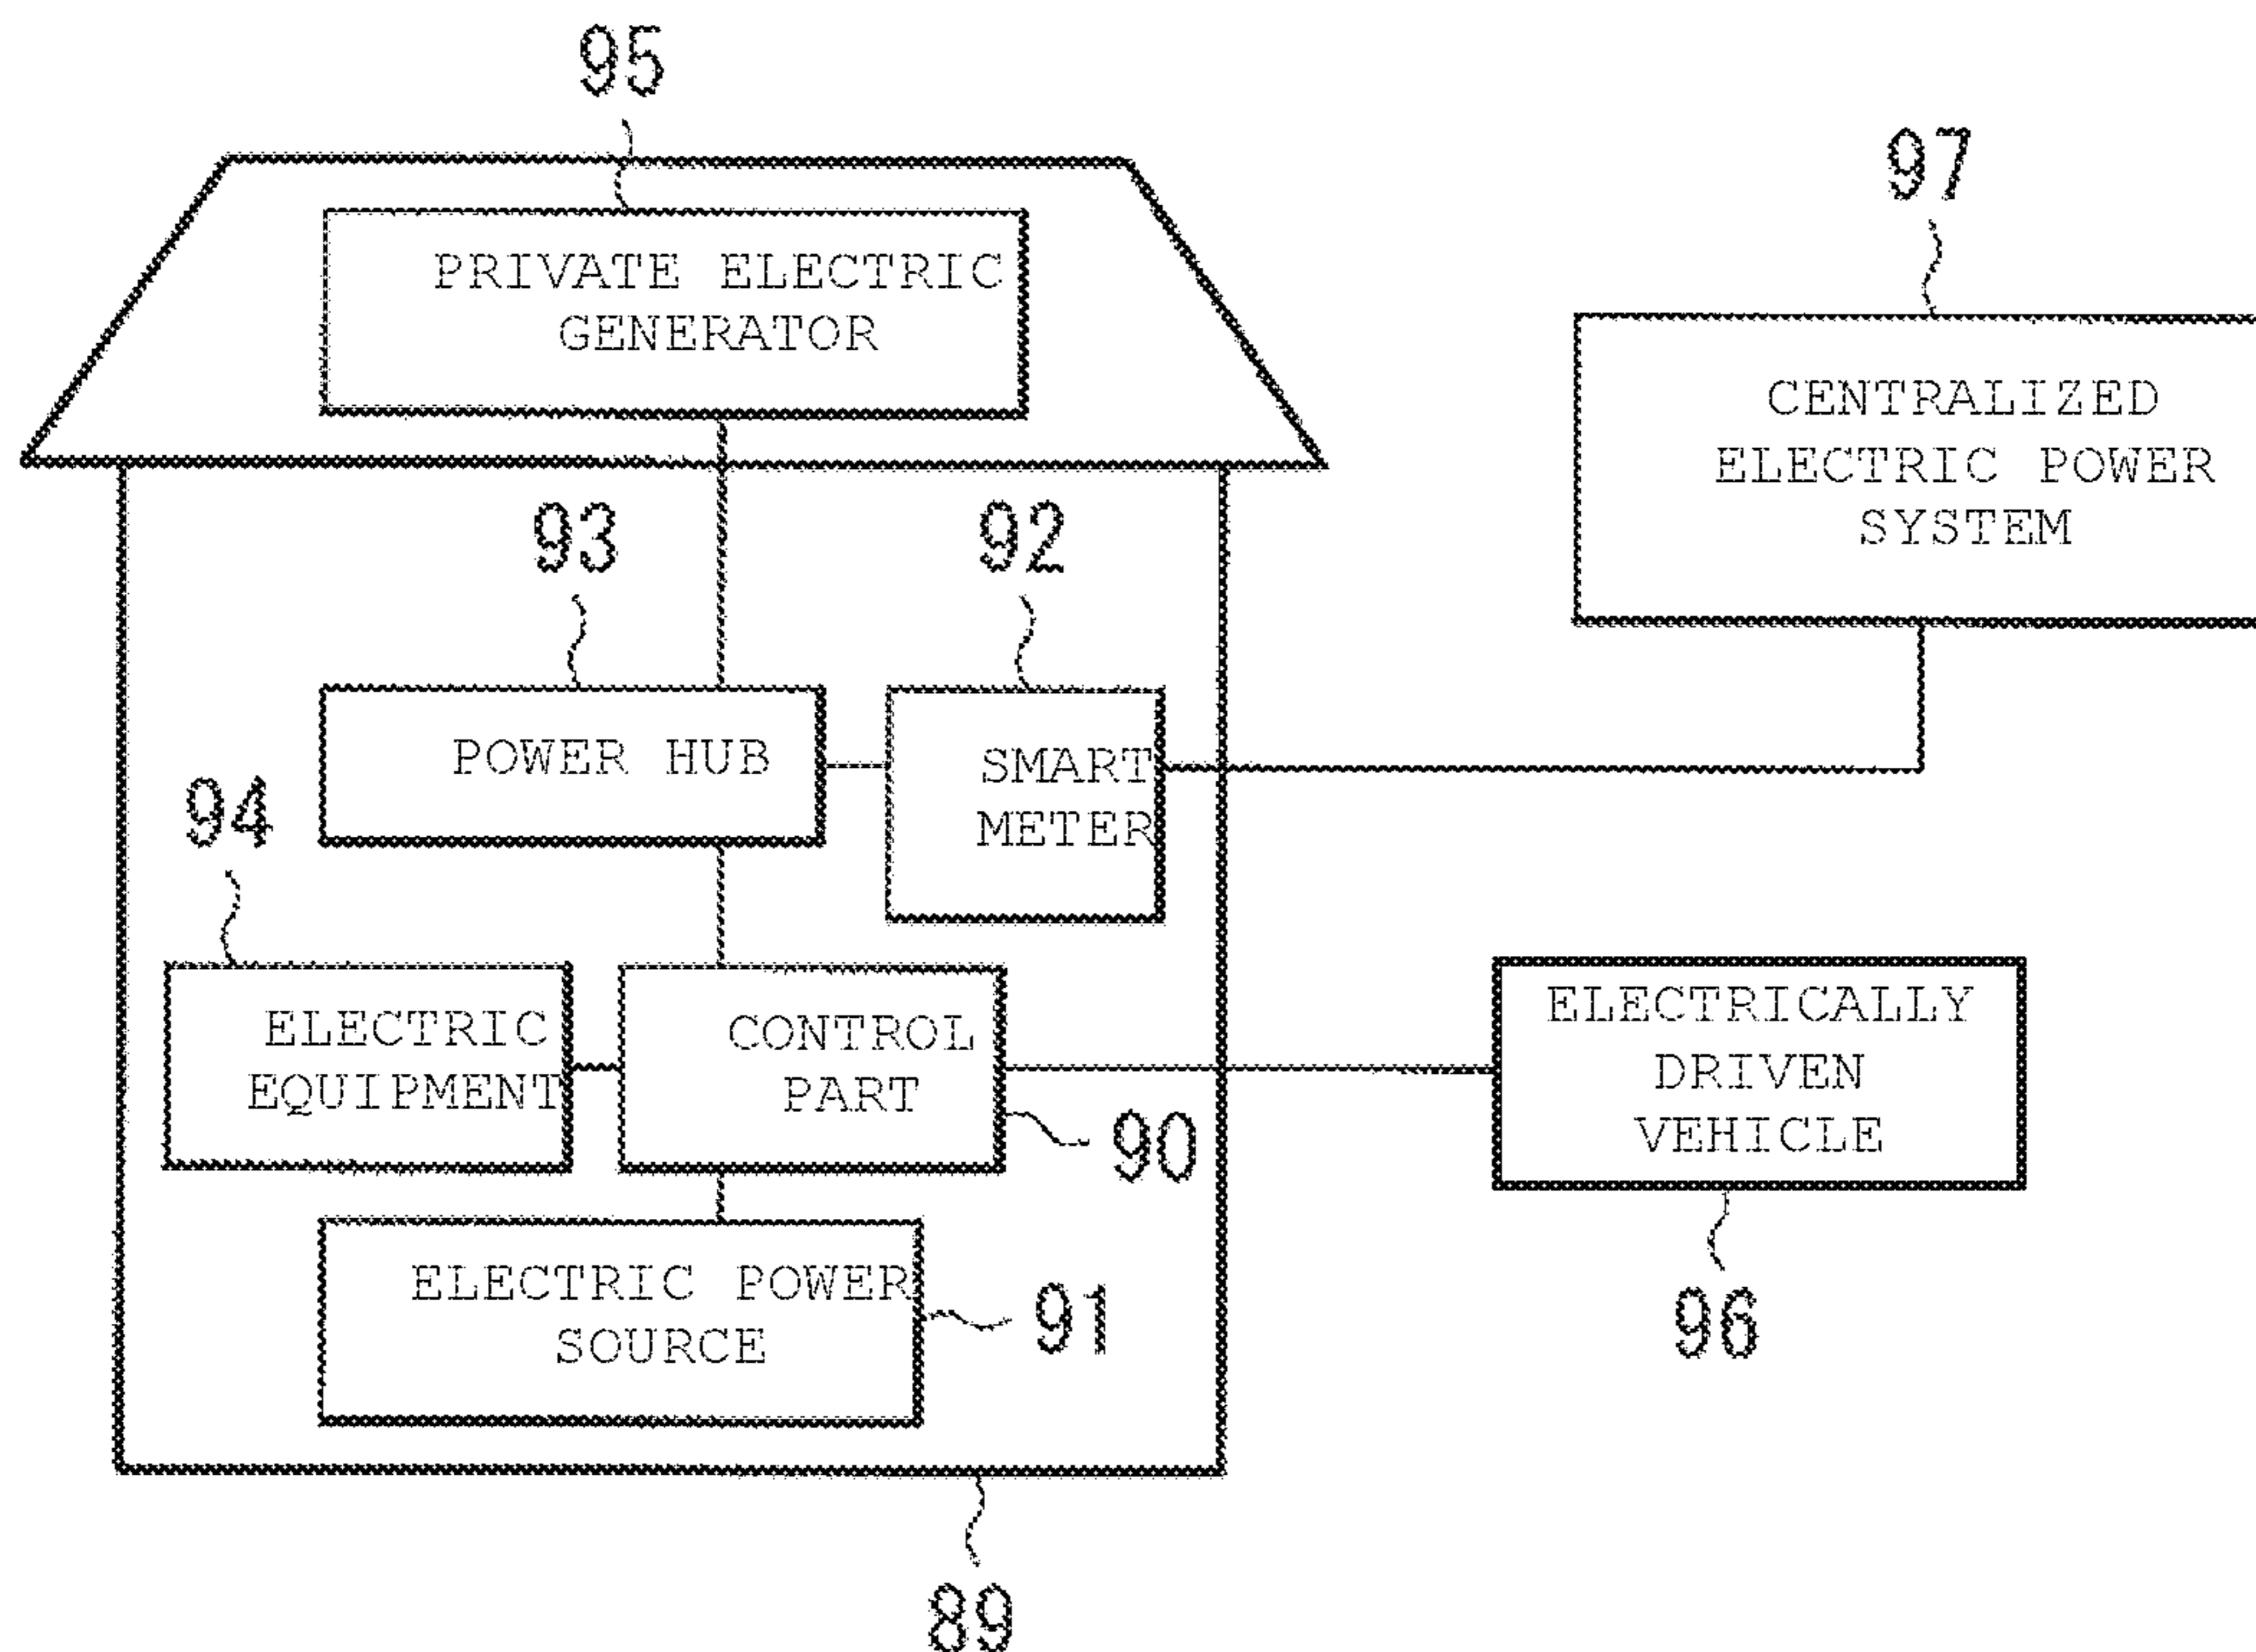 95
97
PRIVATE ELECTRIC
GENERATOR
CENTRALIZED
ELECTRIC POWER
SYSTEM
93
92
POWER HUB
SMART
METER
94
ELECTRIC
EQUIPMENT
CONTROL
PART
90
ELECTRICALLY
DRIVEN
VEHICLE
96
ELECTRIC POWER
SOURCE
91
89